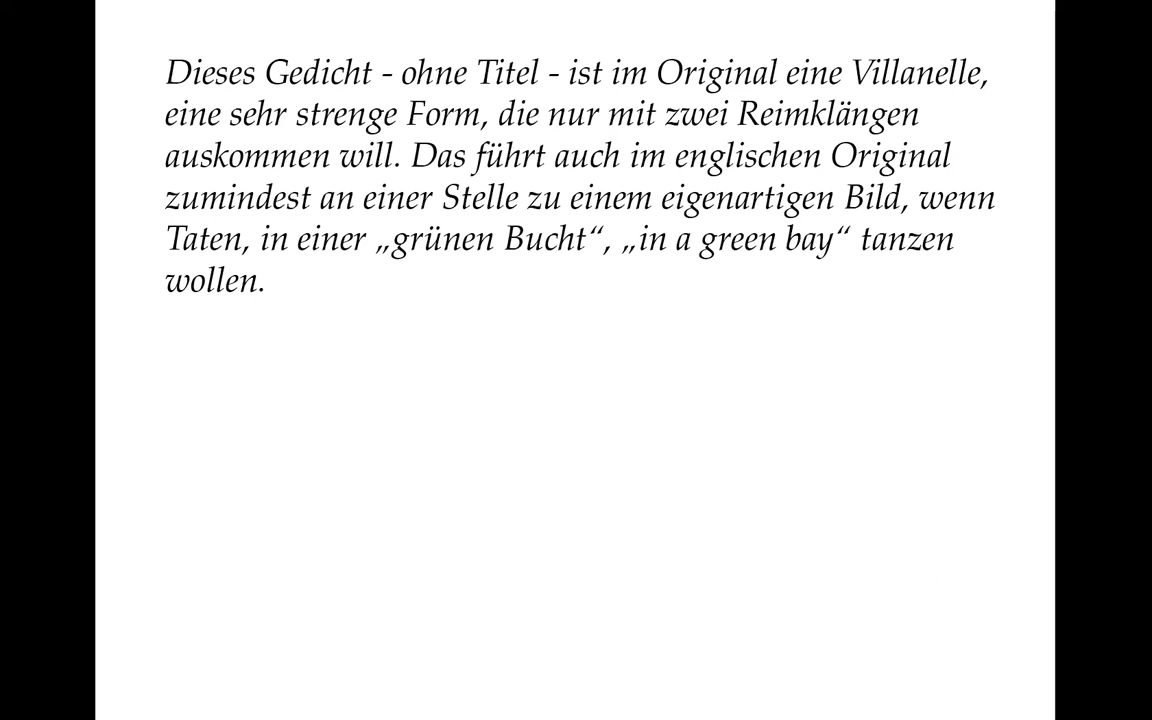 Dieses Gedicht - ohne Titel - ist im Original eine Villanelle,
eine sehr strenge Form, die nur mit zwei Reimklängen
auskommen will. Das führt auch im englischen Original
zumindest an einer Stelle zu einem eigenartigen Bild, wenn
Taten, in einer „grünen Bucht“, „in a green bay“ tanzen
wollen.